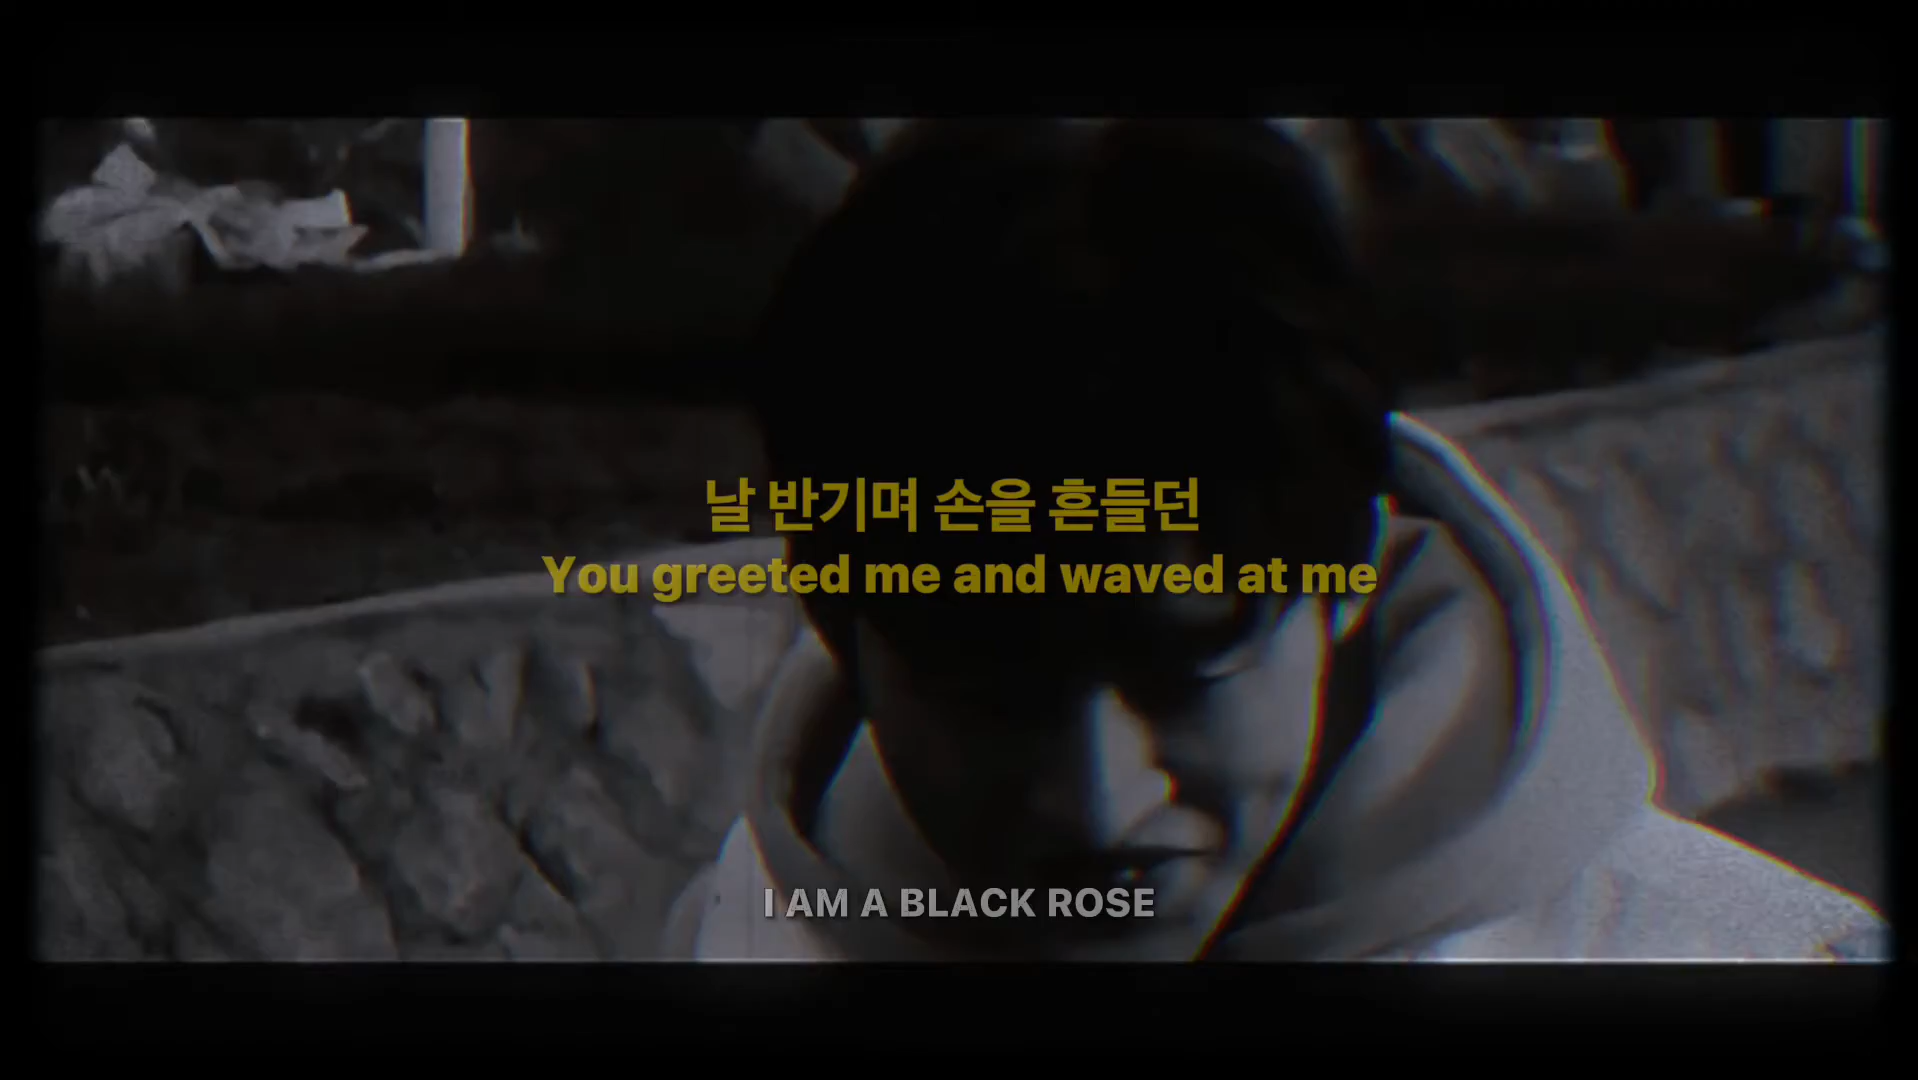 날 반기며 손을 흔들던
You greeted me and waved at me
I AM A BLACK ROSE